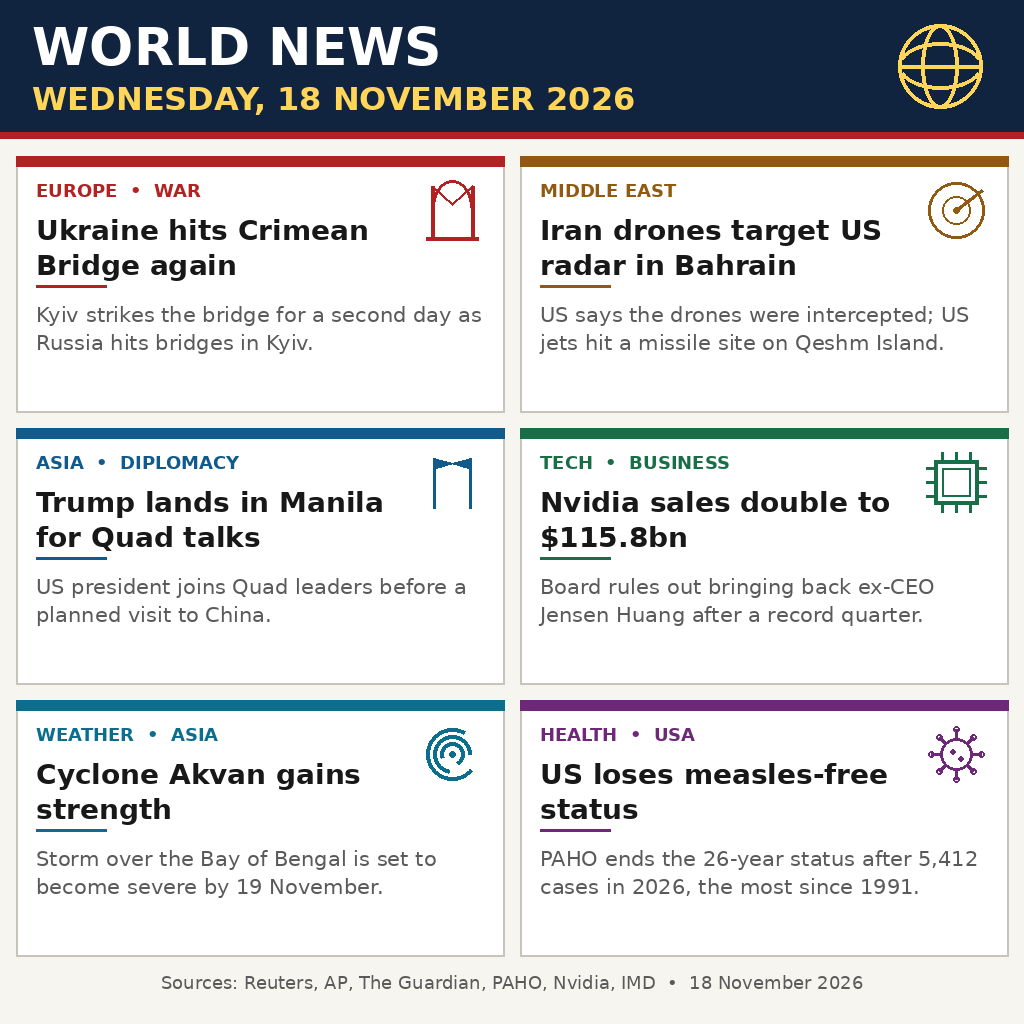 WORLD NEWS
WEDNESDAY, 18 NOVEMBER 2026
EUROPE • WAR
Ukraine hits Crimean
Bridge again
Kyiv strikes the bridge for a second day as
Russia hits bridges in Kyiv.
MIDDLE EAST
Iran drones target US
radar in Bahrain
US says the drones were intercepted; US
jets hit a missile site on Qeshm Island.
ASIA • DIPLOMACY
Trump lands in Manila
for Quad talks
US president joins Quad leaders before a
planned visit to China.
TECH • BUSINESS
Nvidia sales double to
$115.8bn
Board rules out bringing back ex-CEO
Jensen Huang after a record quarter.
WEATHER • ASIA
Cyclone Akvan gains
strength
Storm over the Bay of Bengal is set to
become severe by 19 November.
HEALTH • USA
US loses measles-free
status
PAHO ends the 26-year status after 5,412
cases in 2026, the most since 1991.
Sources: Reuters, AP, The Guardian, PAHO, Nvidia, IMD • 18 November 2026